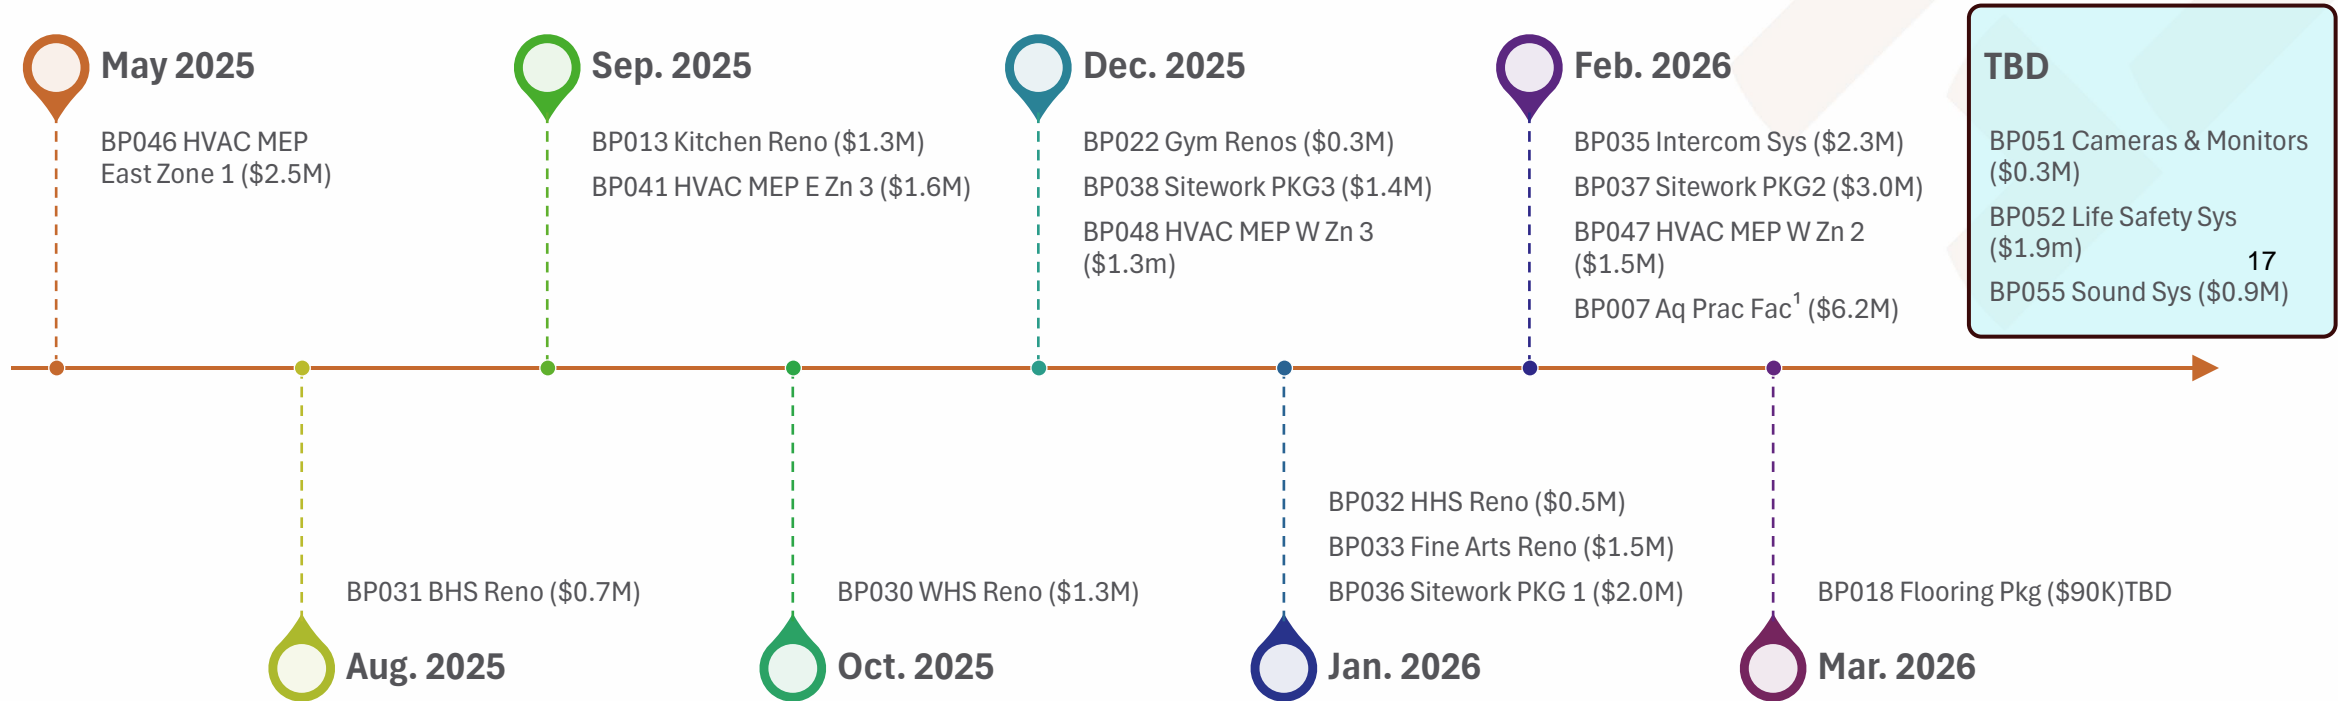 May 2025
BP046 HVAC MEP
East Zone 1 ($2.5M)
Sep. 2025
BP013 Kitchen Reno ($1.3M)
BP041 HVAC MEP E Zn 3 ($1.6M)
Dec. 2025
BP022 Gym Renos ($0.3M)
BP038 Sitework PKG3 ($1.4M)
BP048 HVAC MEP W Zn 3
($1.3m)
Feb. 2026
BP035 Intercom Sys ($2.3M)
BP037 Sitework PKG2 ($3.0M)
BP047 HVAC MEP W Zn 2
($1.5M)
BP007 Aq Prac Fac¹ ($6.2M)
TBD
BP051 Cameras & Monitors
($0.3M)
BP052 Life Safety Sys
($1.9m)
17
BP055 Sound Sys ($0.9M)
BP031 BHS Reno ($0.7M)
Aug. 2025
BP030 WHS Reno ($1.3M)
Oct. 2025
BP032 HHS Reno ($0.5M)
BP033 Fine Arts Reno ($1.5M)
BP036 Sitework PKG 1 ($2.0M)
Jan. 2026
BP018 Flooring Pkg ($90K)TBD
Mar. 2026